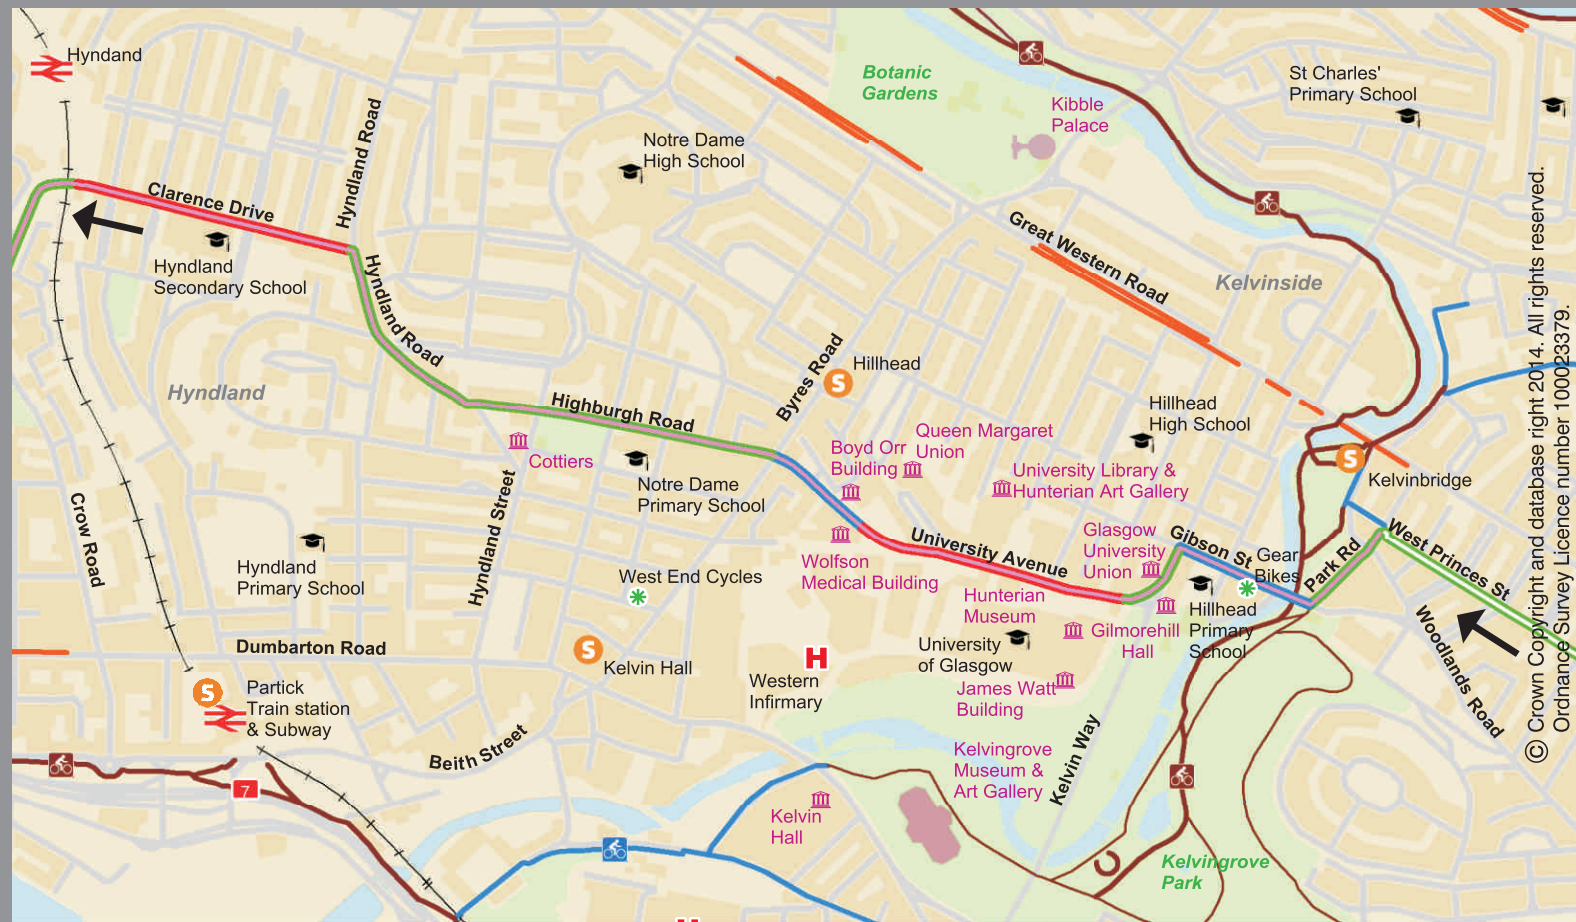 Hyndand
Botanic
Gardens
St Charles'
Primary School
Kibble
Palace
Hyndland Road
Notre Dame
High School
Clarence Drive
Great Western Road
Hyndland
Secondary School
Hyndland Road
Kelvinside
Byres Road
S
Hillhead
Hyndland
Highburgh Road
Hillhead
High School
Queen Margaret
Union
Boyd Orr
Building
Cottiers
University Library &
Hunterian Art Gallery
S
Kelvinbridge
Notre Dame
Primary School
Crow Road
Hyndland Street
University Avenue
Glasgow
University
Union
Gibson St
Gear
Bikes
Park Rd
West Princes St
Wolfson
Medical Building
Hyndland
Primary School
West End Cycles
Hunterian
Museum
Hillhead
Primary
School
Gilmorehill
Hall
Woodlands Road
University
of Glasgow
Dumbarton Road
S
Kelvin Hall
H
Western
Infirmary
S
Partick
Train station
& Subway
James Watt
Building
Beith Street
Kelvingrove
Museum &
Art Gallery
Kelvin Way
7
Kelvin
Hall
Kelvingrove
Park
© Crown Copyright and database right 2014. All rights reserved.
Ordnance Survey Licence number 100023379.